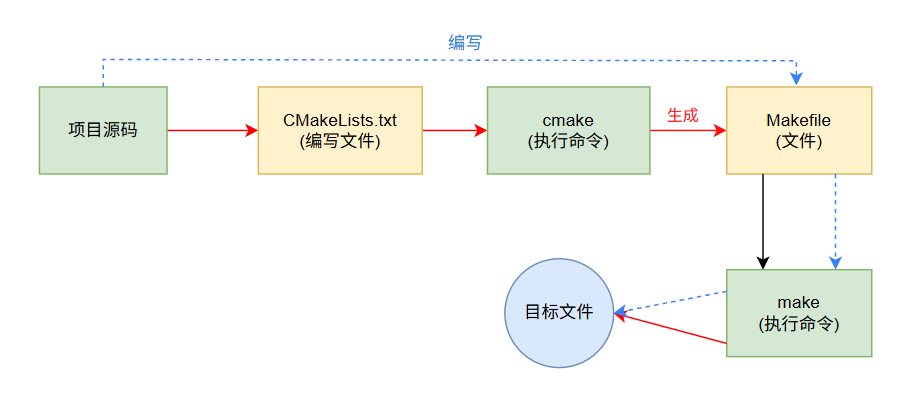 编写
项目源码
CMakeLists.txt
(编写文件)
cmake
(执行命令)
生成
Makefile
(文件)
目标文件
make
(执行命令)